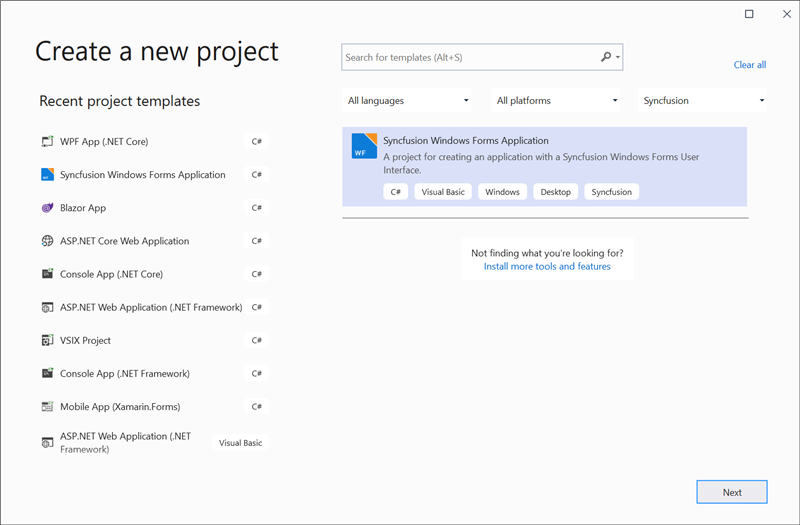 Create a new project
Search for templates (Alt+S)
Clear all
Recent project templates
All languages
All platforms
Syncfusion
WPF App (.NET Core)
C#
Syncfusion Windows Forms Application
C#
Blazor App
C#
ASP.NET Core Web Application
C#
Console App (.NET Core)
C#
ASP.NET Web Application (.NET Framework)
C#
VSIX Project
C#
Console App (.NET Framework)
C#
Mobile App (Xamarin.Forms)
C#
ASP.NET Web Application (.NET
Framework)
Visual Basic
WF
Syncfusion Windows Forms Application
A project for creating an application with a Syncfusion Windows Forms User
Interface.
C#
Visual Basic
Windows
Desktop
Syncfusion
Not finding what you're looking for?
Install more tools and features
Next